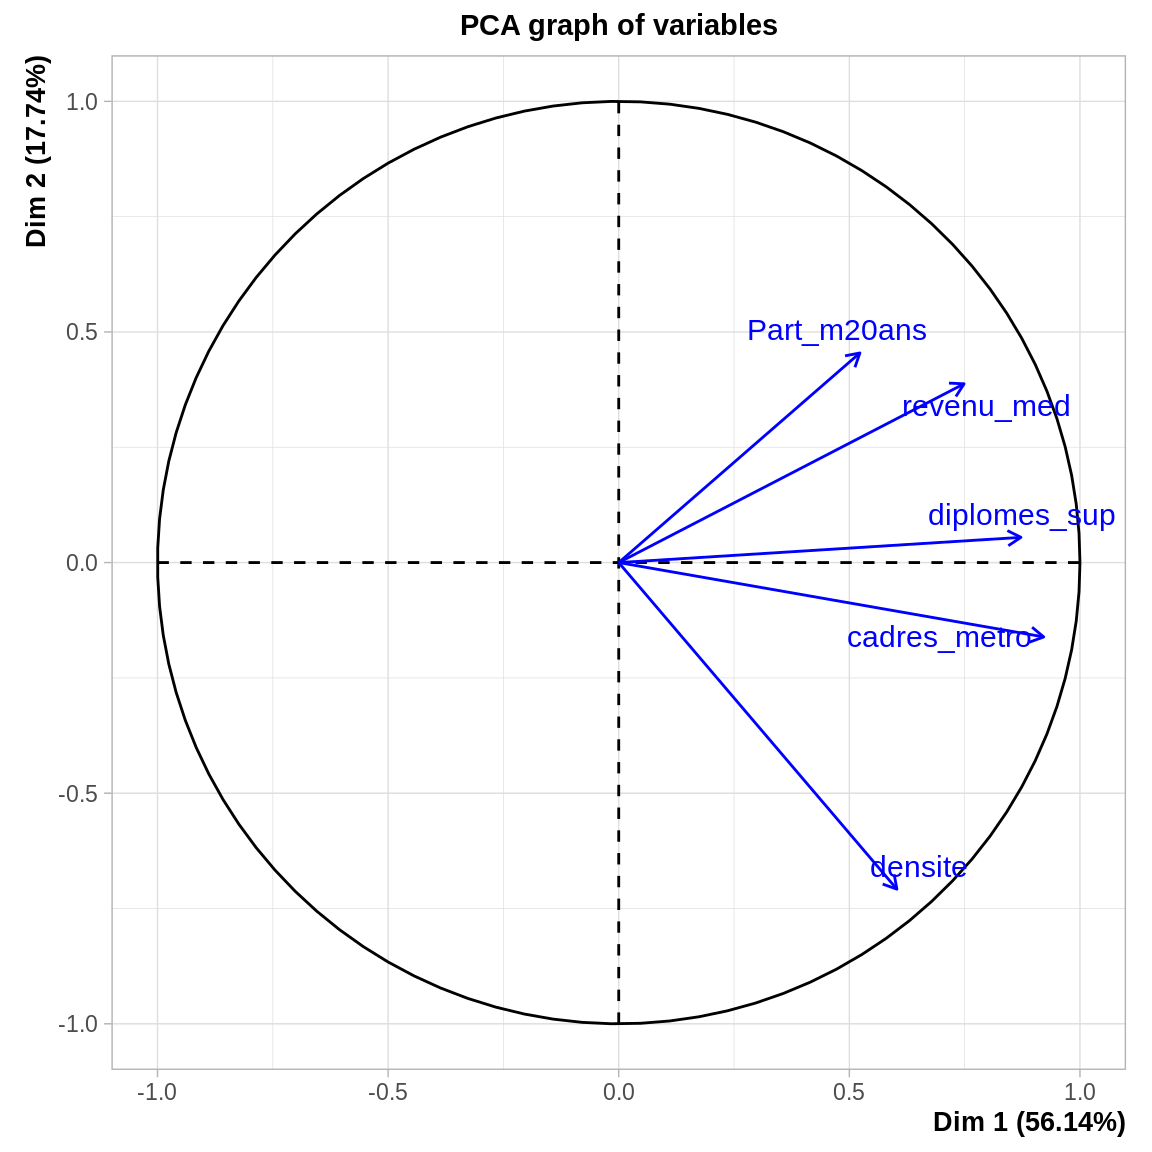 PCA graph of variables
Dim 2 (17.74%)
1.0
0.5
0.0
-0.5
-1.0
Part_m20ans
revenu_med
diplomes_sup
cadres_metro
densite
-1.0
-0.5
0.0
0.5
1.0
Dim 1 (56.14%)